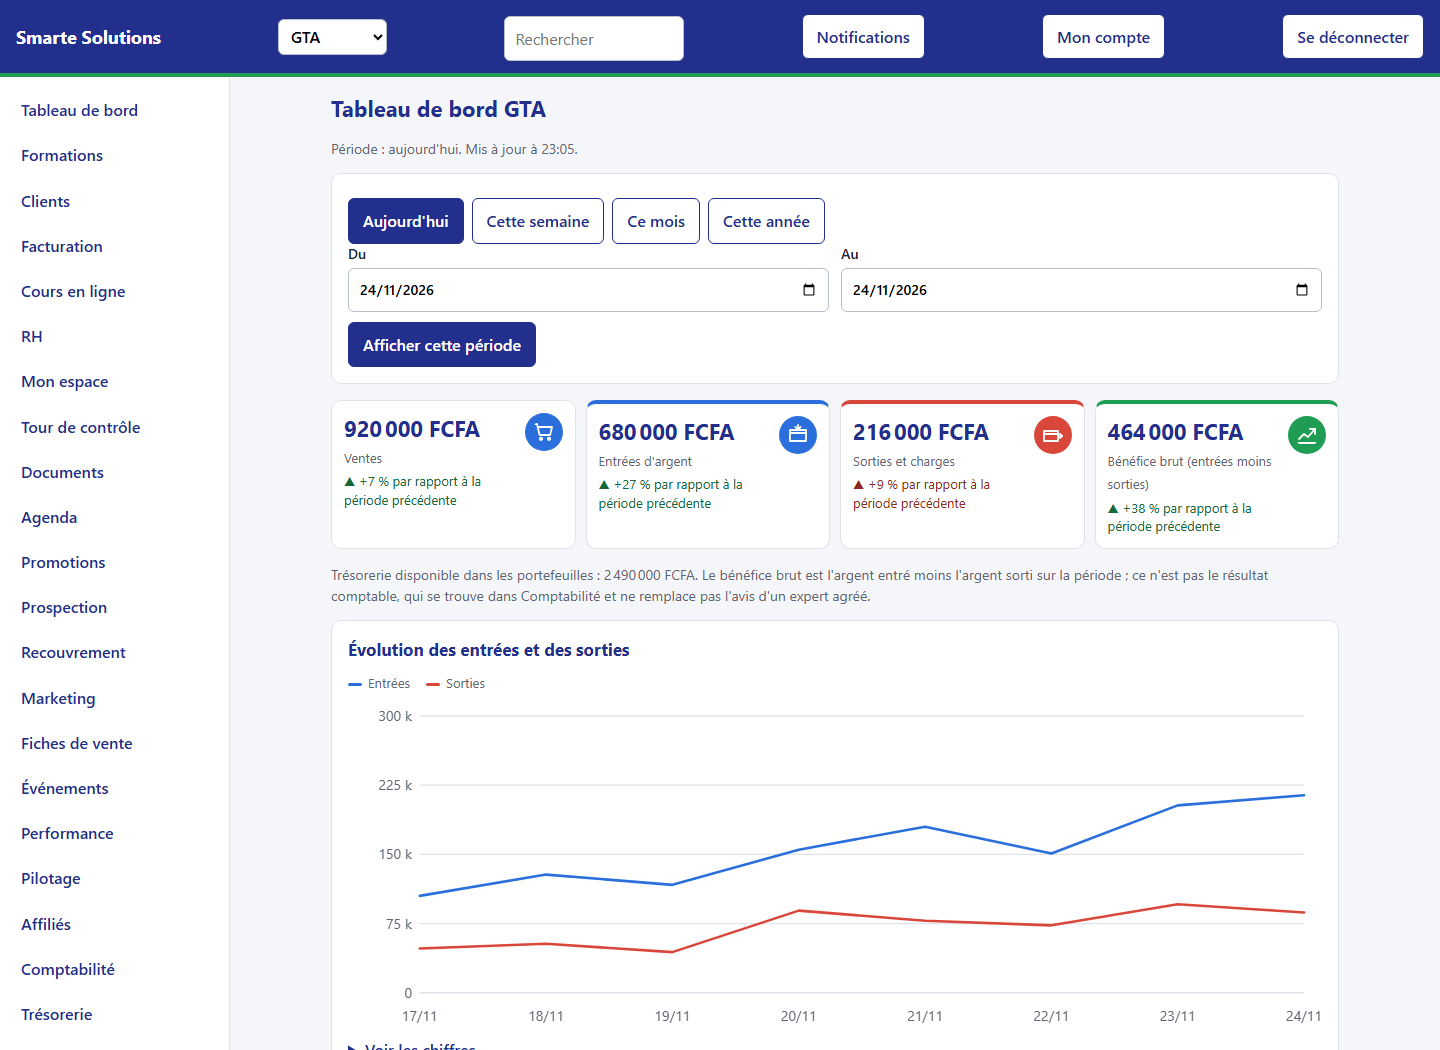 Smarte Solutions
GTA
Rechercher
Notifications
Mon compte
Se déconnecter
Tableau de bord
Formations
Clients
Facturation
Cours en ligne
RH
Mon espace
Tour de contrôle
Documents
Agenda
Promotions
Prospection
Recouvrement
Marketing
Fiches de vente
Événements
Performance
Pilotage
Affiliés
Comptabilité
Trésorerie
Tableau de bord GTA
Période : aujourd'hui. Mis à jour à 23:05.
Aujourd'hui
Cette semaine
Ce mois
Cette année
Du
Au
24/11/2026
24/11/2026
Afficher cette période
920 000 FCFA
Ventes
▲ +7 % par rapport à la
période précédente
680 000 FCFA
Entrées d'argent
▲ +27 % par rapport à la
période précédente
216 000 FCFA
Sorties et charges
▲ +9 % par rapport à la
période précédente
464 000 FCFA
Bénéfice brut (entrées moins
sorties)
▲ +38 % par rapport à la
période précédente
Trésorerie disponible dans les portefeuilles : 2 490 000 FCFA. Le bénéfice brut est l'argent entré moins l'argent sorti sur la période ; ce n'est pas le résultat
comptable, qui se trouve dans Comptabilité et ne remplace pas l'avis d'un expert agréé.
Évolution des entrées et des sorties
Entrées
Sorties
300 k
225 k
150 k
75 k
0
17/11
18/11
19/11
20/11
21/11
22/11
23/11
24/11
▶ Voir les chiffres